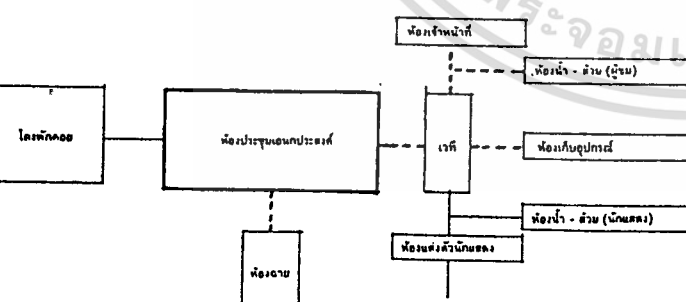 ห้องเจ้าหน้าที่
ห้องน้ำ - ส้วม (ผู้ชม)
โถงพักคอย
ห้องประชุมเอนกประสงค์
เวที
ห้องเก็บอุปกรณ์
ห้องน้ำ - ส้วม (นักแสดง)
ห้องแต่งตัวนักแสดง
ห้องฉาย